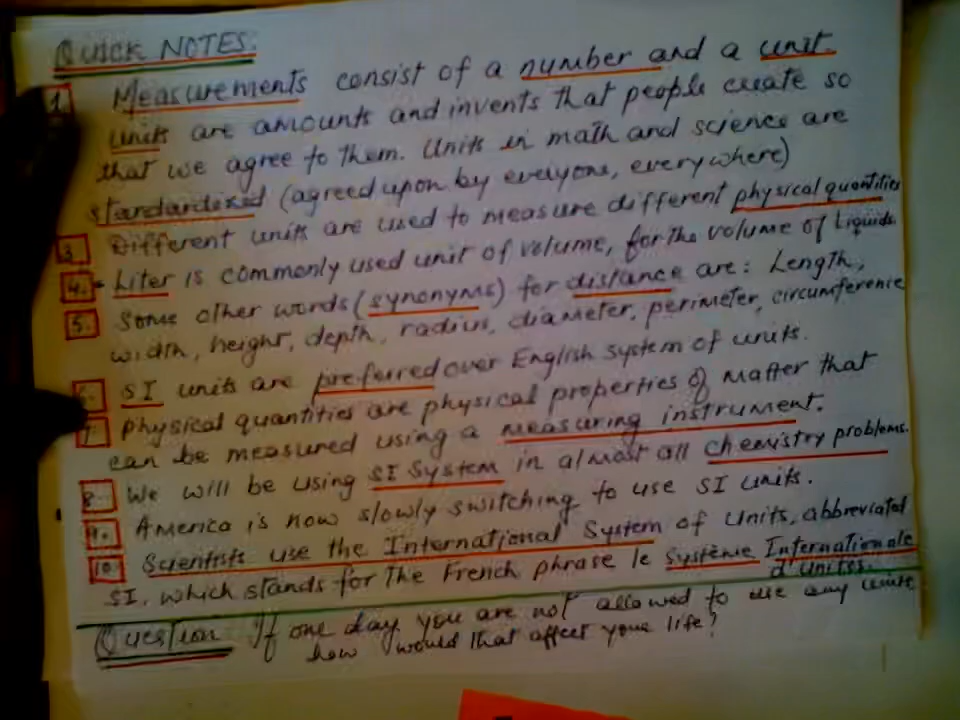 QUICK NOTES.
1. Measurements consist of a number and a unit.
units are amounts and invents that people create so
that we agree to them. Units in math and science are
standardized (agreed upon by everyone, everywhere)
3. Different units are used to measure different physical quantities
4. - Liter is commonly used unit of volume, for the volume of liquids.
5. Some other words (synonyms) for distance are: Length,
width, height, depth, radius, diameter, perimeter, circumference
6. SI units are preferred over English system of units.
7. Physical quantities are physical properties of matter that
can be measured using a measuring instrument.
8. We will be using SI System in almost all chemistry problems.
9. America is now slowly switching to use SI units.
10. Scientists use the International System of Units, abbreviated
SI, which stands for the French phrase le Système Internationale
d'unites.
Question If one day you are not allowed to use any units
how would that affect your life?